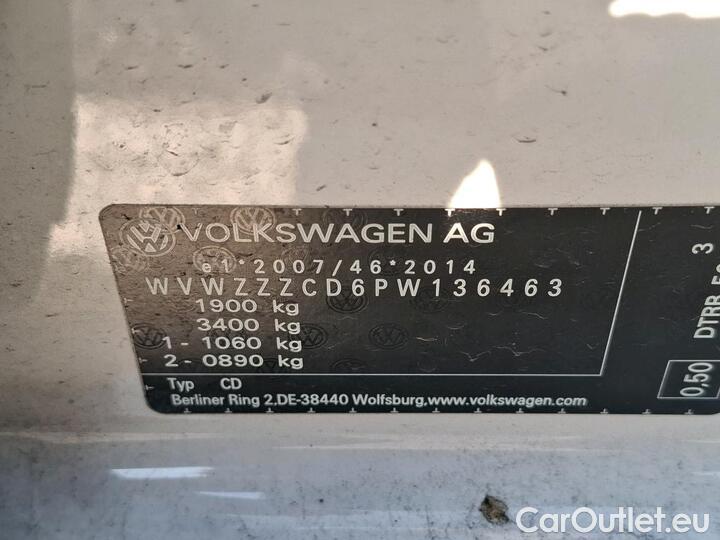 VOLKSWAGEN AG
e1*2007/46*2014
WVWZZZCD6PW136463
1900 kg
3400 kg
1 - 1060 kg
2 - 0890 kg
Typ CD
Berliner Ring 2,DE-38440 Wolfsburg,www.volkswagen.com
3
DTRB
0,50
CarOutlet.eu